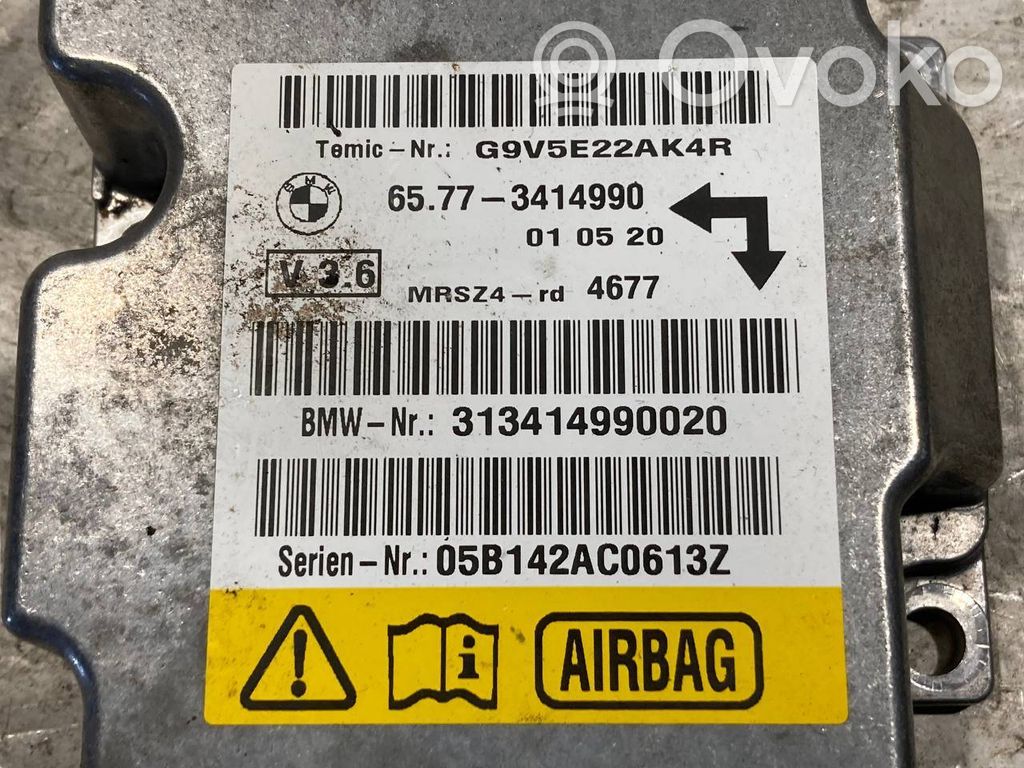 Ovoko
Temic-Nr.: G9V5E22AK4R
BMW
65.77-3414990
01 05 20
V.3.6
MRSZ4-rd 4677
BMW-Nr.: 313414990020
Serien-Nr.: 05B142AC0613Z
AIRBAG